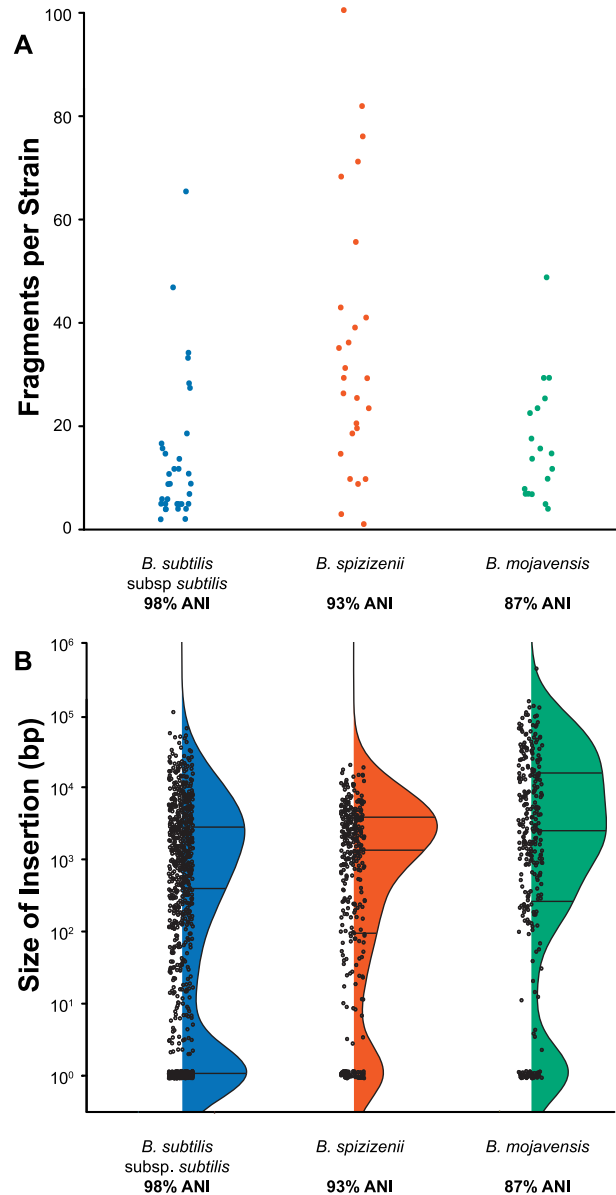 A
Fragments per Strain
100
80
60
40
20
0
B. subtilis
subsp subtilis
98% ANI
B. spizizenii
93% ANI
B. mojavensis
87% ANI
B
Size of Insertion (bp)
10⁶
10⁵
10⁴
10³
10²
10¹
10⁰
B. subtilis
subsp. subtilis
98% ANI
B. spizizenii
93% ANI
B. mojavensis
87% ANI